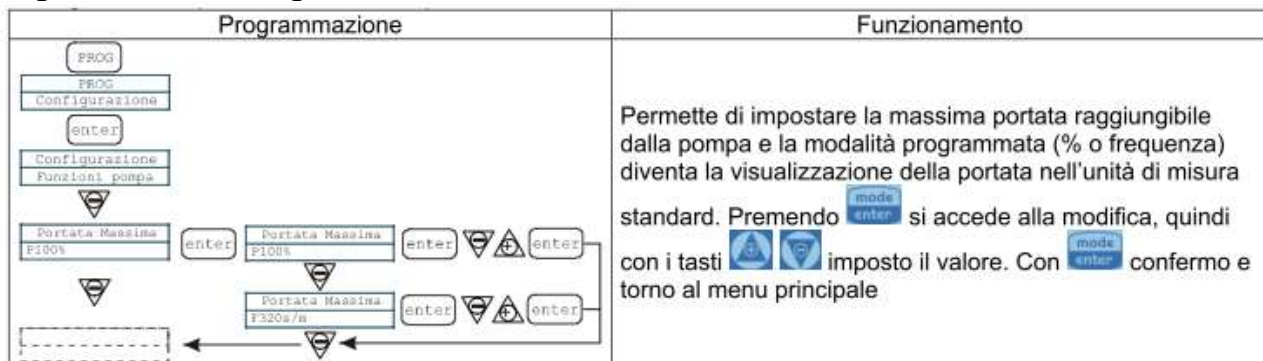 Programmazione
Funzionamento
PROG
PROG
Configurazione
enter
Configurazione
Funzioni pompa
Portata Massima
P100%
enter
Portata Massima
P100%
enter
enter
Portata Massima
F320s/m
enter
enter
Permette di impostare la massima portata raggiungibile
dalla pompa e la modalità programmata (% o frequenza)
diventa la visualizzazione della portata nell'unità di misura
standard. Premendo mode enter si accede alla modifica, quindi
con i tasti imposto il valore. Con mode enter confermo e
torno al menu principale